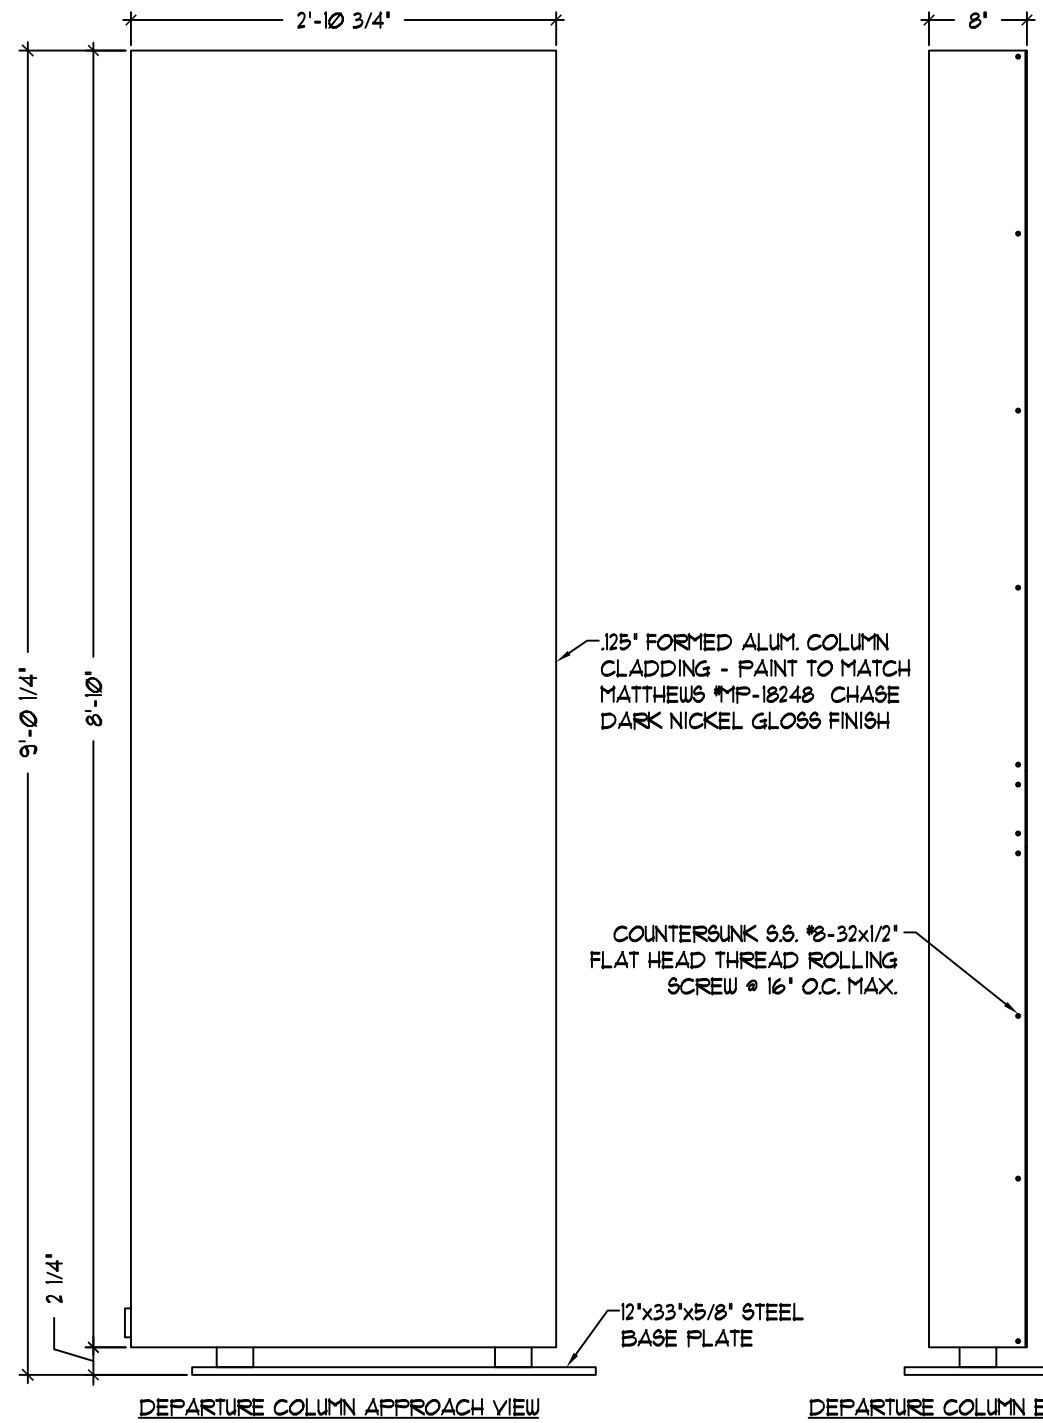 2'-10 3/4"
8"
9'-0 1/4"
8'-10"
.125" FORMED ALUM. COLUMN
CLADDING - PAINT TO MATCH
MATTHEWS #MP-18248 CHASE
DARK NICKEL GLOSS FINISH
COUNTERSUNK S.S. #8-32x1/2"
FLAT HEAD THREAD ROLLING
SCREW @ 16" O.C. MAX.
2 1/4"
12"x33"x5/8" STEEL
BASE PLATE
DEPARTURE COLUMN APPROACH VIEW
DEPARTURE COLUMN E